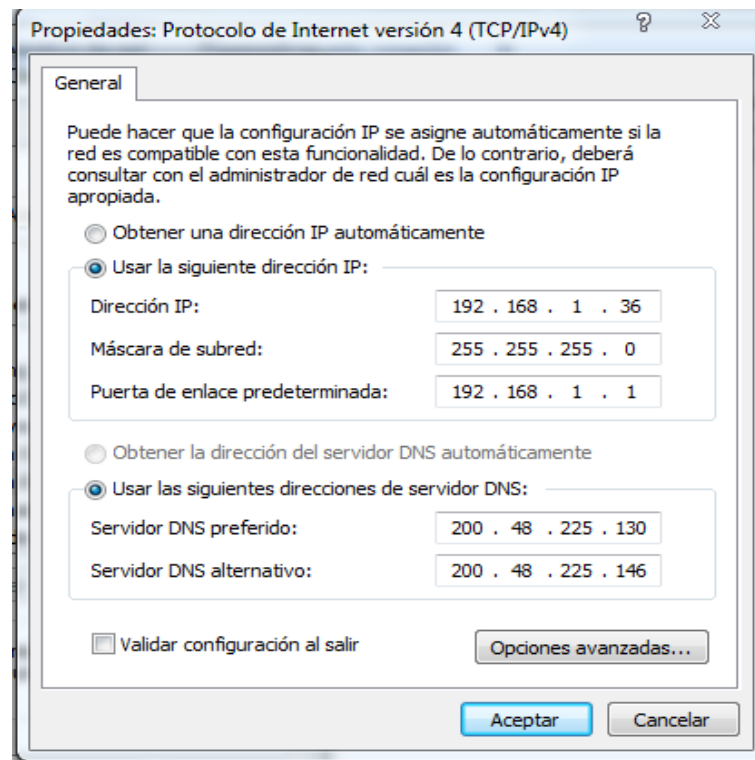 Propiedades: Protocolo de Internet versión 4 (TCP/IPv4)
General
Puede hacer que la configuración IP se asigne automáticamente si la
red es compatible con esta funcionalidad. De lo contrario, deberá
consultar con el administrador de red cuál es la configuración IP
apropiada.
Obtener una dirección IP automáticamente
Usar la siguiente dirección IP:
Dirección IP: 192 . 168 . 1 . 36
Máscara de subred: 255 . 255 . 255 . 0
Puerta de enlace predeterminada: 192 . 168 . 1 . 1
Obtener la dirección del servidor DNS automáticamente
Usar las siguientes direcciones de servidor DNS:
Servidor DNS preferido: 200 . 48 . 225 . 130
Servidor DNS alternativo: 200 . 48 . 225 . 146
Validar configuración al salir Opciones avanzadas...
Aceptar Cancelar